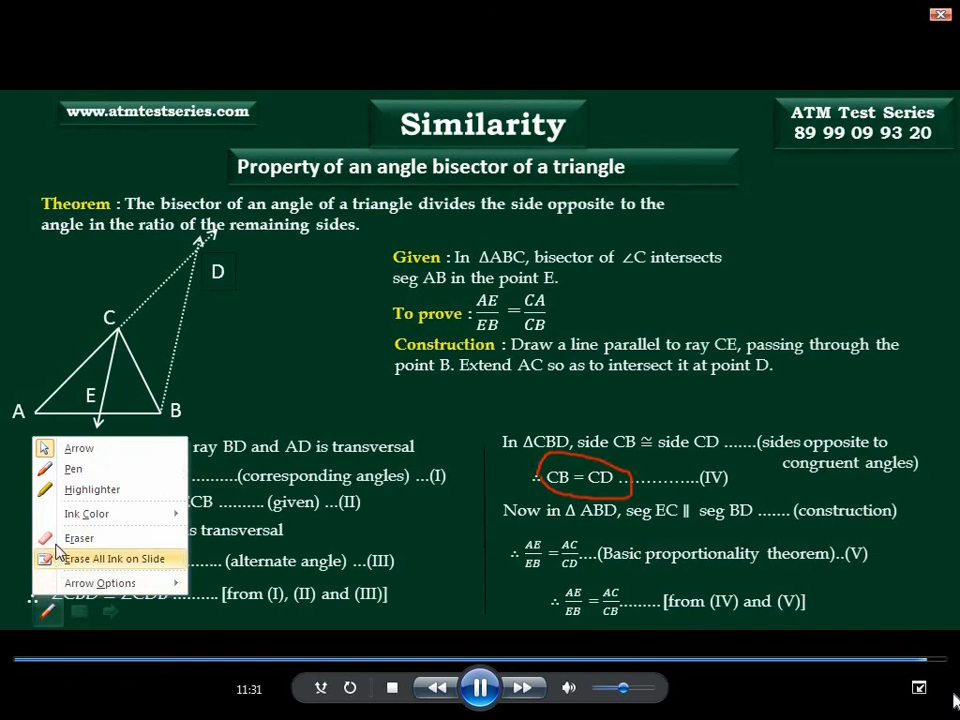 www.atmtestseries.com
Similarity
ATM Test Series
89 99 09 93 20
Property of an angle bisector of a triangle
Theorem : The bisector of an angle of a triangle divides the side opposite to the
angle in the ratio of the remaining sides.
D
C
E
A
B
Given : In ΔABC, bisector of ∠C intersects
seg AB in the point E.
To prove : AE/EB = CA/CB
Construction : Draw a line parallel to ray CE, passing through the
point B. Extend AC so as to intersect it at point D.
ray BD and AD is transversal
..........(corresponding angles) ...(I)
CB .......... (given) ...(II)
is transversal
........ (alternate angle) ...(III)
∴ ∠CBD ≅ ∠CDB ......... [from (I), (II) and (III)]
Arrow
Pen
Highlighter
Ink Color
Eraser
Erase All Ink on Slide
Arrow Options
In ΔCBD, side CB ≅ side CD .......(sides opposite to
congruent angles)
∴ CB = CD ……………..(IV)
Now in Δ ABD, seg EC ∥ seg BD ....... (construction)
∴ AE/EB = AC/CD....(Basic proportionality theorem)..(V)
∴ AE/EB = AC/CB......... [from (IV) and (V)]
11:31